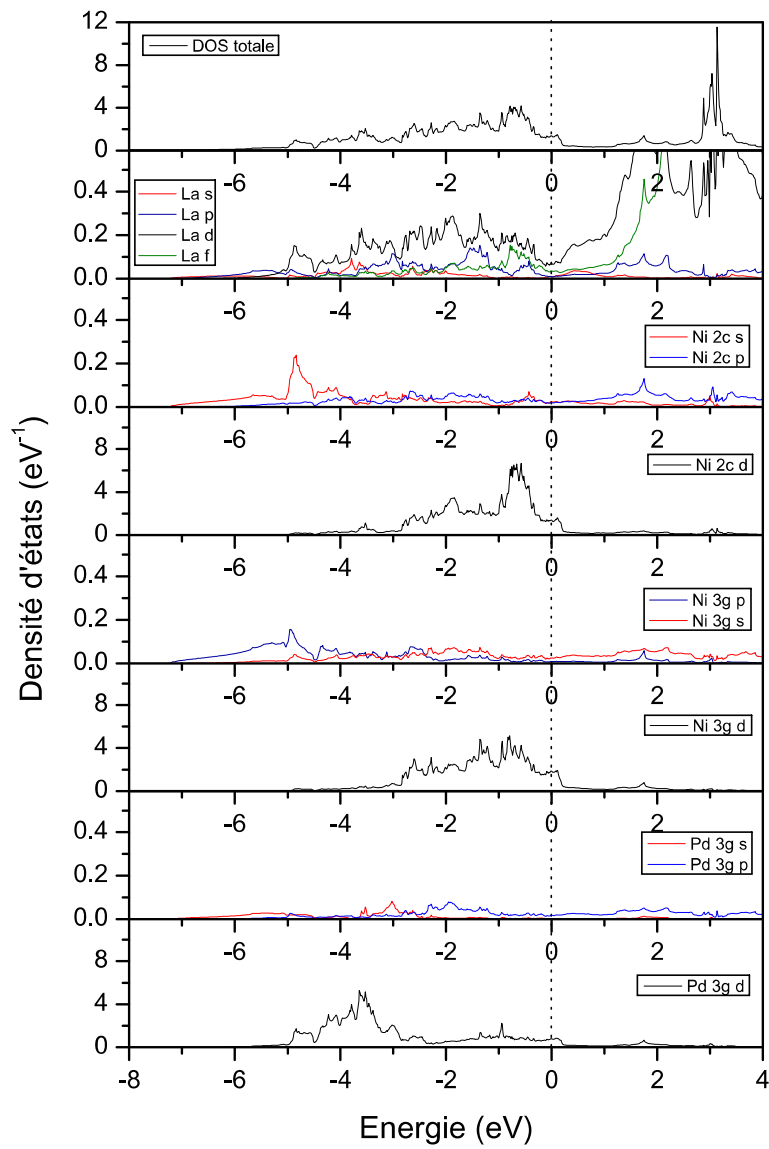 12
DOS totale
8
4
0
-6 -4 -2 0 2
La s
La p
La d
La f
0.4
0.2
0.0
-6 -4 -2 0 2
Ni 2c s
Ni 2c p
0.4
0.2
0.0
-6 -4 -2 0 2
Ni 2c d
8
4
0
-6 -4 -2 0 2
Ni 3g p
Ni 3g s
0.4
0.2
0.0
-6 -4 -2 0 2
Ni 3g d
8
4
0
-6 -4 -2 0 2
Pd 3g s
Pd 3g p
0.4
0.2
0.0
-6 -4 -2 0 2
Pd 3g d
8
4
0
-8 -6 -4 -2 0 2 4
Densité d'états (eV⁻¹)
Energie (eV)